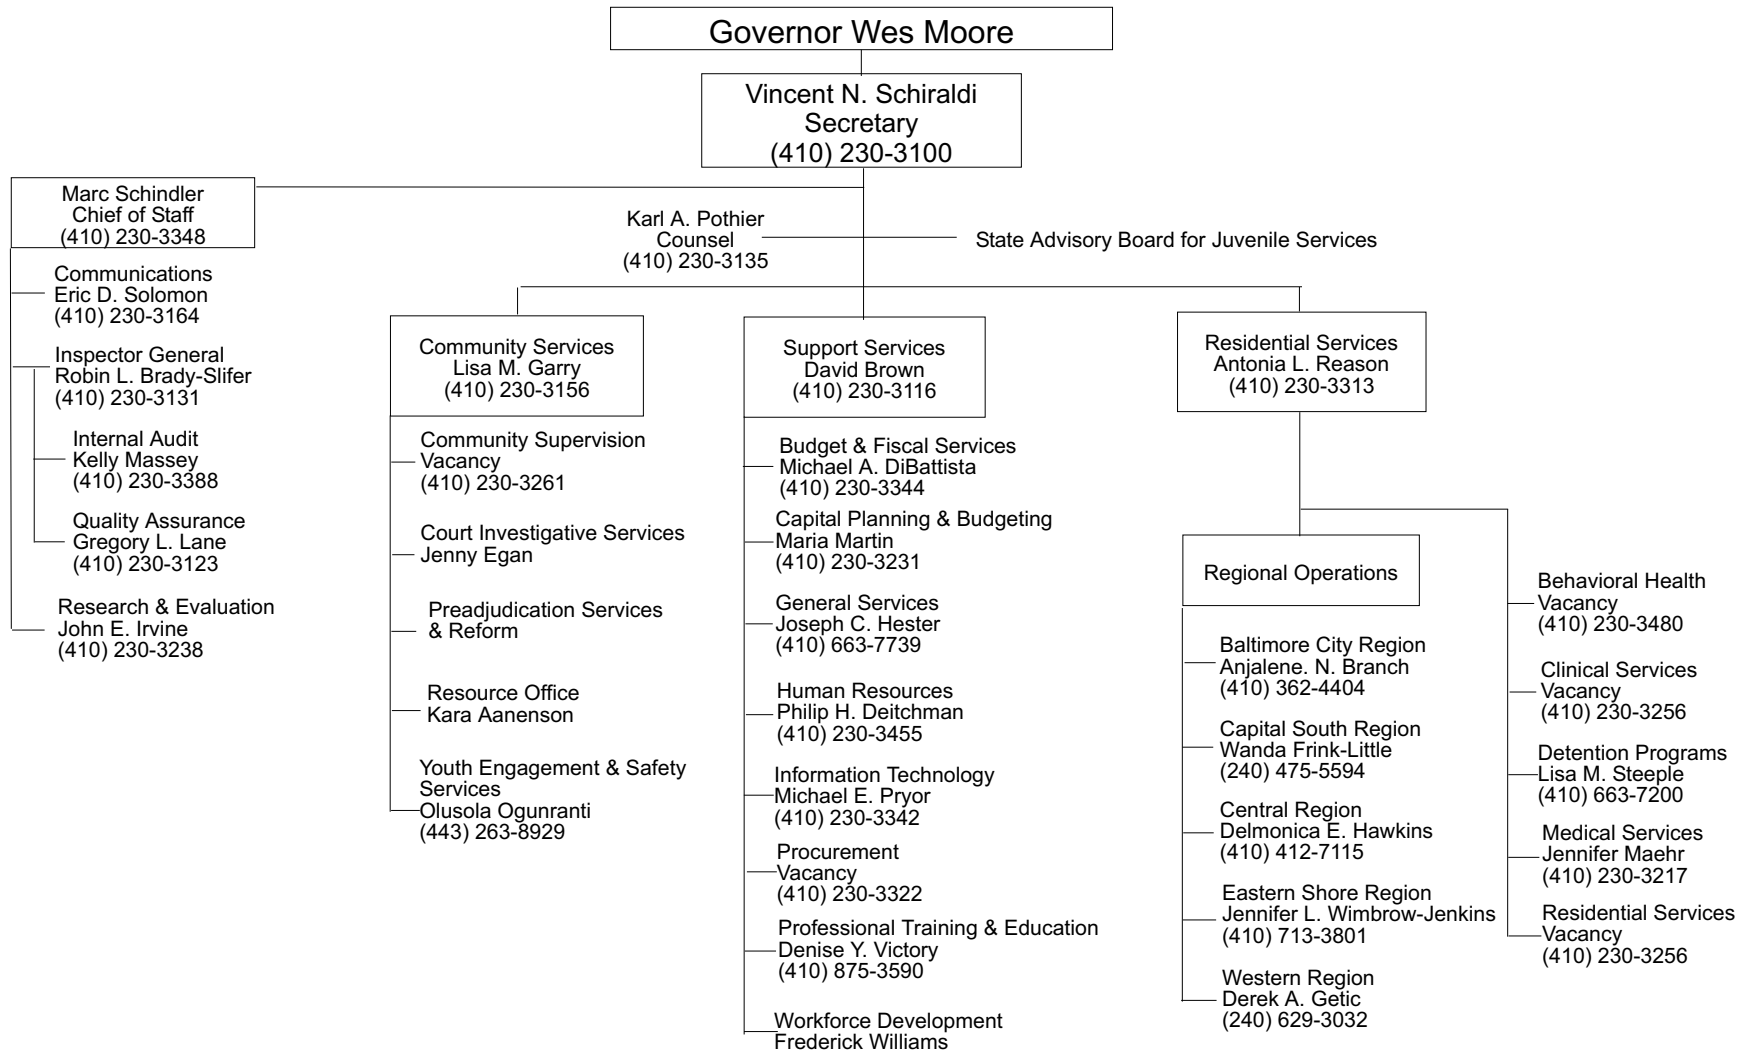 Governor Wes Moore
Vincent N. Schiraldi
Secretary
(410) 230-3100
Marc Schindler
Chief of Staff
(410) 230-3348
Karl A. Pothier
Counsel
(410) 230-3135
State Advisory Board for Juvenile Services
Communications
Eric D. Solomon
(410) 230-3164
Inspector General
Robin L. Brady-Slifer
(410) 230-3131
Internal Audit
Kelly Massey
(410) 230-3388
Quality Assurance
Gregory L. Lane
(410) 230-3123
Research & Evaluation
John E. Irvine
(410) 230-3238
Community Services
Lisa M. Garry
(410) 230-3156
Community Supervision
Vacancy
(410) 230-3261
Court Investigative Services
Jenny Egan
Preadjudication Services
& Reform
Resource Office
Kara Aanenson
Youth Engagement & Safety
Services
Olusola Ogunranti
(443) 263-8929
Support Services
David Brown
(410) 230-3116
Budget & Fiscal Services
Michael A. DiBattista
(410) 230-3344
Capital Planning & Budgeting
Maria Martin
(410) 230-3231
General Services
Joseph C. Hester
(410) 663-7739
Human Resources
Philip H. Deitchman
(410) 230-3455
Information Technology
Michael E. Pryor
(410) 230-3342
Procurement
Vacancy
(410) 230-3322
Professional Training & Education
Denise Y. Victory
(410) 875-3590
Workforce Development
Frederick Williams
Residential Services
Antonia L. Reason
(410) 230-3313
Regional Operations
Baltimore City Region
Anjalene. N. Branch
(410) 362-4404
Capital South Region
Wanda Frink-Little
(240) 475-5594
Central Region
Delmonica E. Hawkins
(410) 412-7115
Eastern Shore Region
Jennifer L. Wimbrow-Jenkins
(410) 713-3801
Western Region
Derek A. Getic
(240) 629-3032
Behavioral Health
Vacancy
(410) 230-3480
Clinical Services
Vacancy
(410) 230-3256
Detention Programs
Lisa M. Steeple
(410) 663-7200
Medical Services
Jennifer Maehr
(410) 230-3217
Residential Services
Vacancy
(410) 230-3256